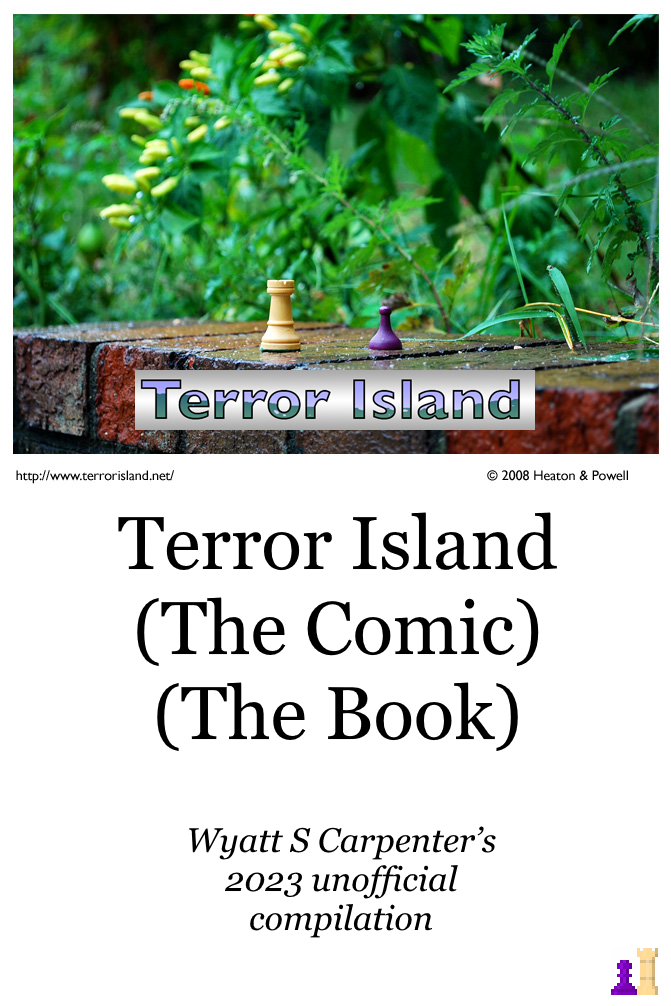 Terror Island
http://www.terrorisland.net/
© 2008 Heaton & Powell
Terror Island
(The Comic)
(The Book)
Wyatt S Carpenter’s
2023 unofficial
compilation